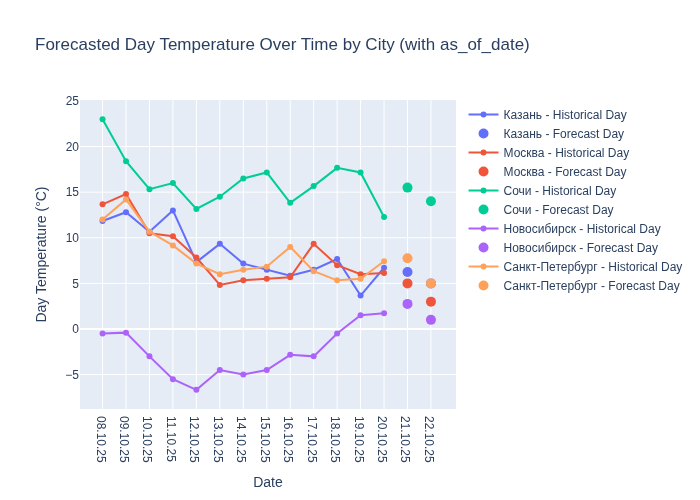 Forecasted Day Temperature Over Time by City (with as_of_date)
25
20
15
10
5
0
−5
Day Temperature (°C)
08.10.25
09.10.25
10.10.25
11.10.25
12.10.25
13.10.25
14.10.25
15.10.25
16.10.25
17.10.25
18.10.25
19.10.25
20.10.25
21.10.25
22.10.25
Date
Казань - Historical Day
Казань - Forecast Day
Москва - Historical Day
Москва - Forecast Day
Сочи - Historical Day
Сочи - Forecast Day
Новосибирск - Historical Day
Новосибирск - Forecast Day
Санкт-Петербург - Historical Day
Санкт-Петербург - Forecast Day